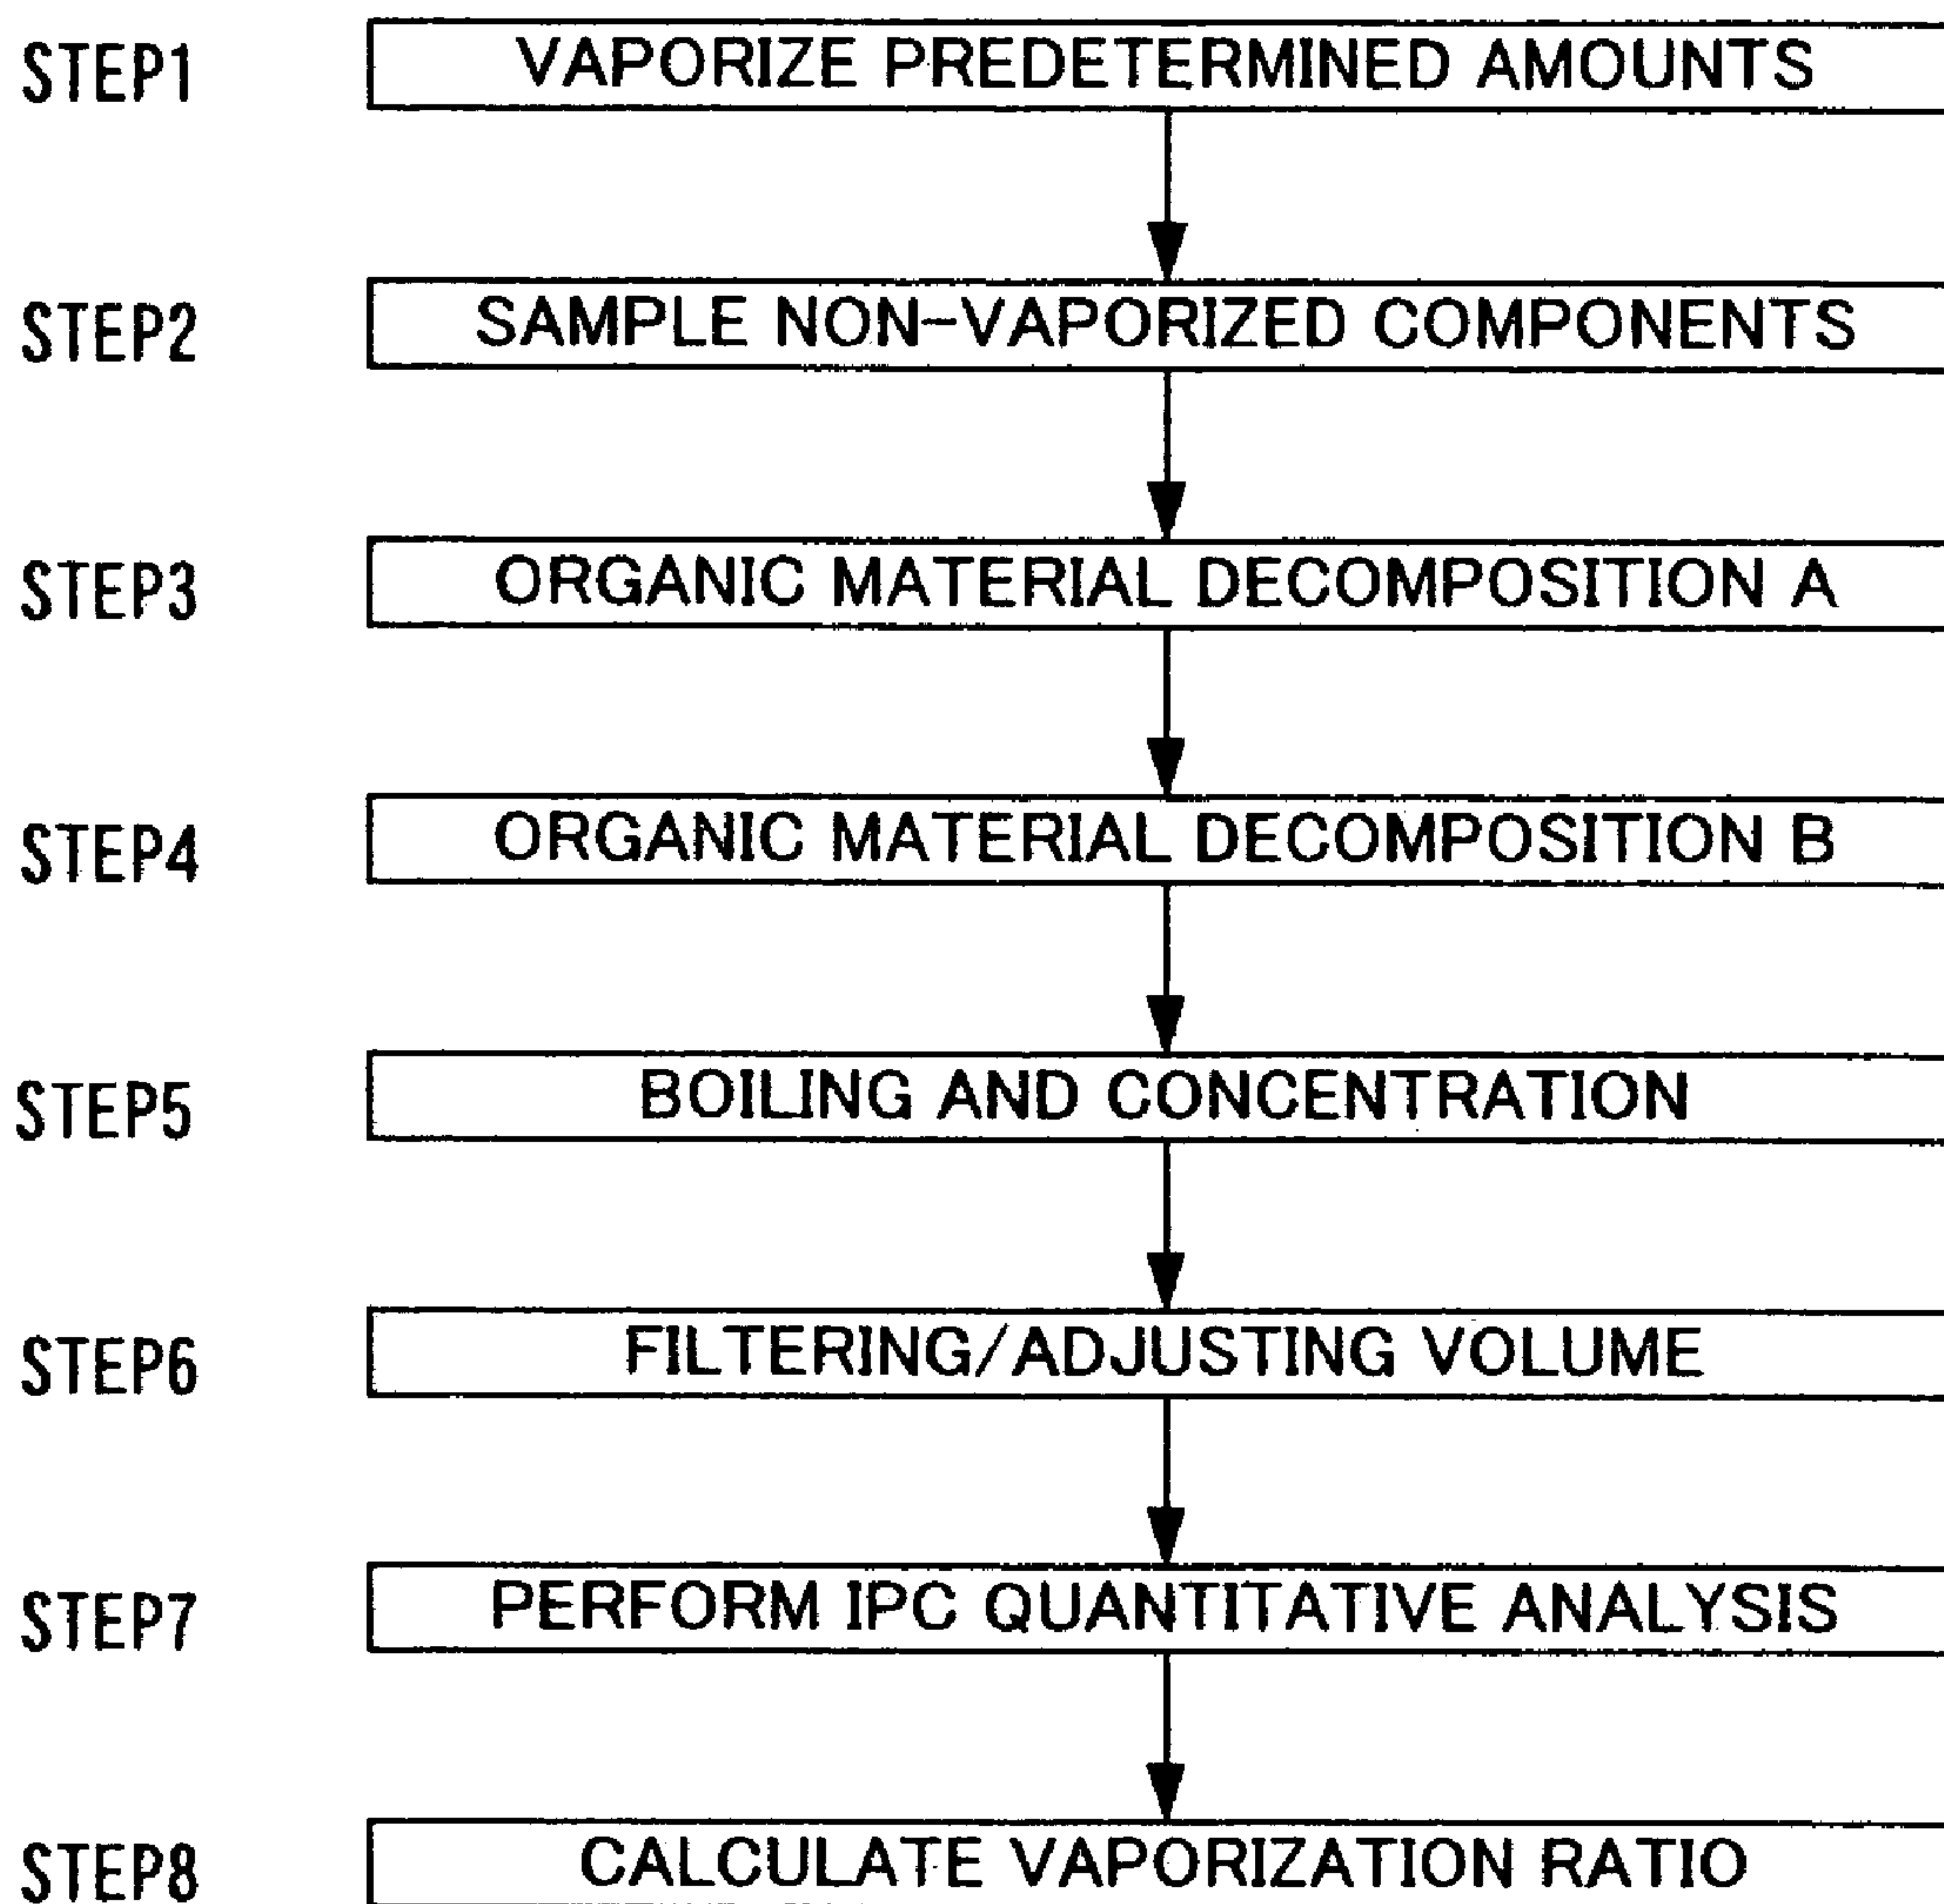 STEP1 VAPORIZE PREDETERMINED AMOUNTS
STEP2 SAMPLE NON-VAPORIZED COMPONENTS
STEP3 ORGANIC MATERIAL DECOMPOSITION A
STEP4 ORGANIC MATERIAL DECOMPOSITION B
STEP5 BOILING AND CONCENTRATION
STEP6 FILTERING/ADJUSTING VOLUME
STEP7 PERFORM IPC QUANTITATIVE ANALYSIS
STEP8 CALCULATE VAPORIZATION RATIO